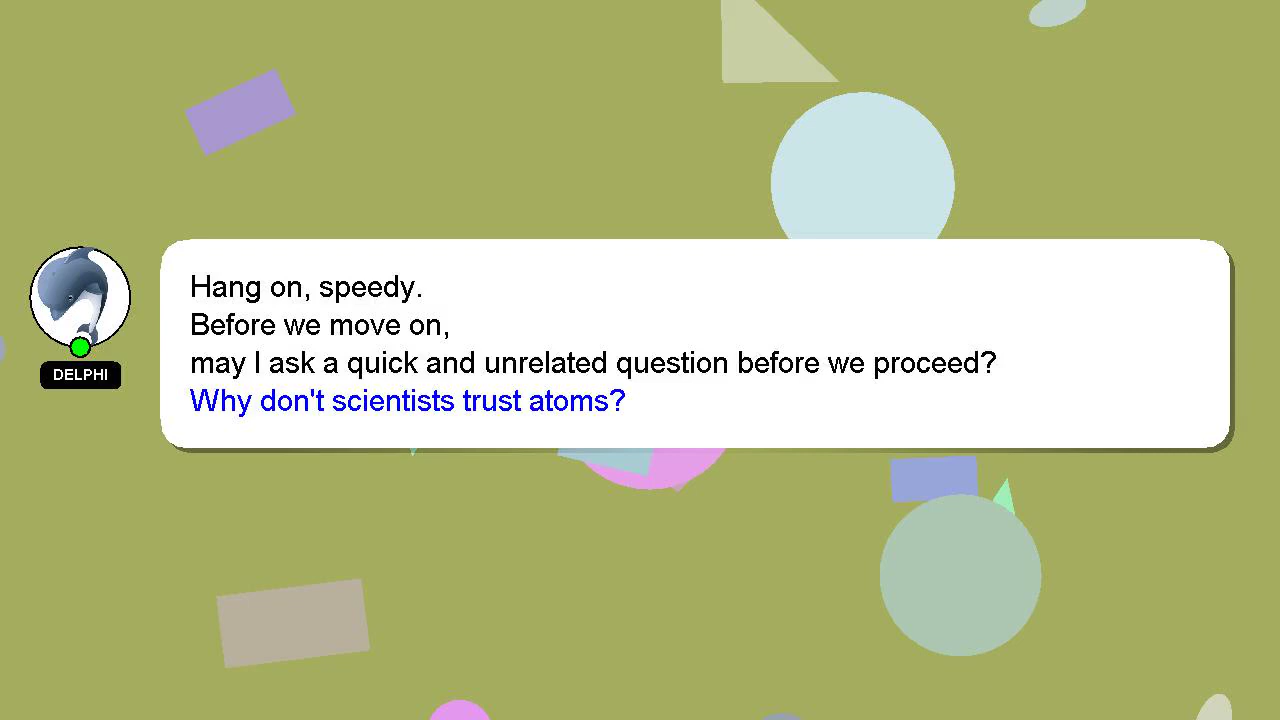 Hang on, speedy.
Before we move on,
may I ask a quick and unrelated question before we proceed?
Why don't scientists trust atoms?
DELPHI